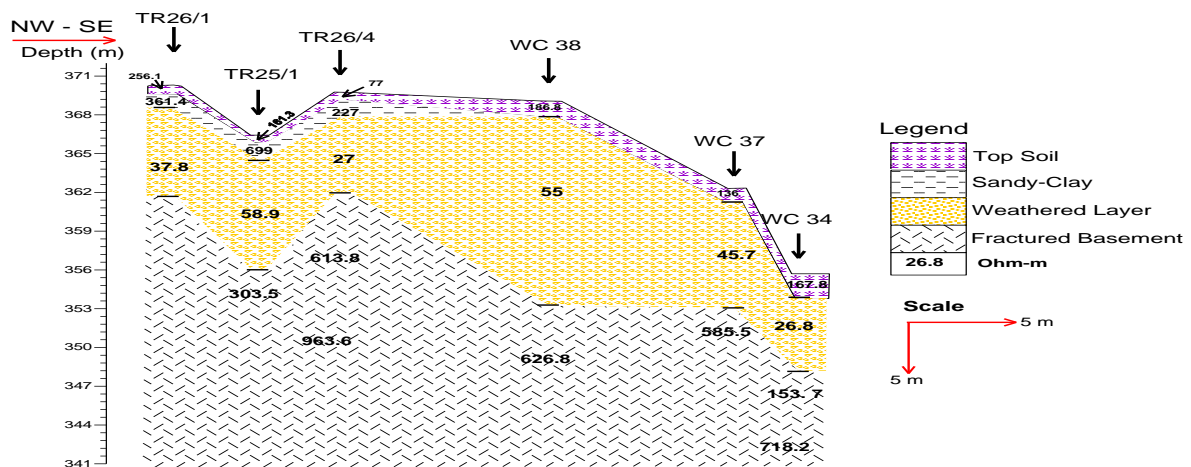 NW - SE
Depth (m)
TR26/1
TR25/1
TR26/4
WC 38
WC 37
WC 34
371
368
365
362
359
356
353
350
347
344
341
256.1
361.4
37.8
161.3
699
58.9
303.5
77
227
27
613.8
963.6
186.8
55
626.8
136
45.7
585.5
167.8
26.8
153. 7
718.2
Legend
Top Soil
Sandy-Clay
Weathered Layer
Fractured Basement
26.8 Ohm-m
Scale
5 m
5 m